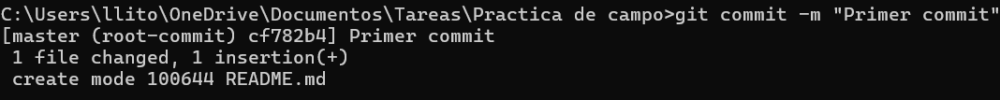 C:\Users\llito\OneDrive\Documentos\Tareas\Practica de campo>git commit -m "Primer commit"
[master (root-commit) cf782b4] Primer commit
 1 file changed, 1 insertion(+)
 create mode 100644 README.md